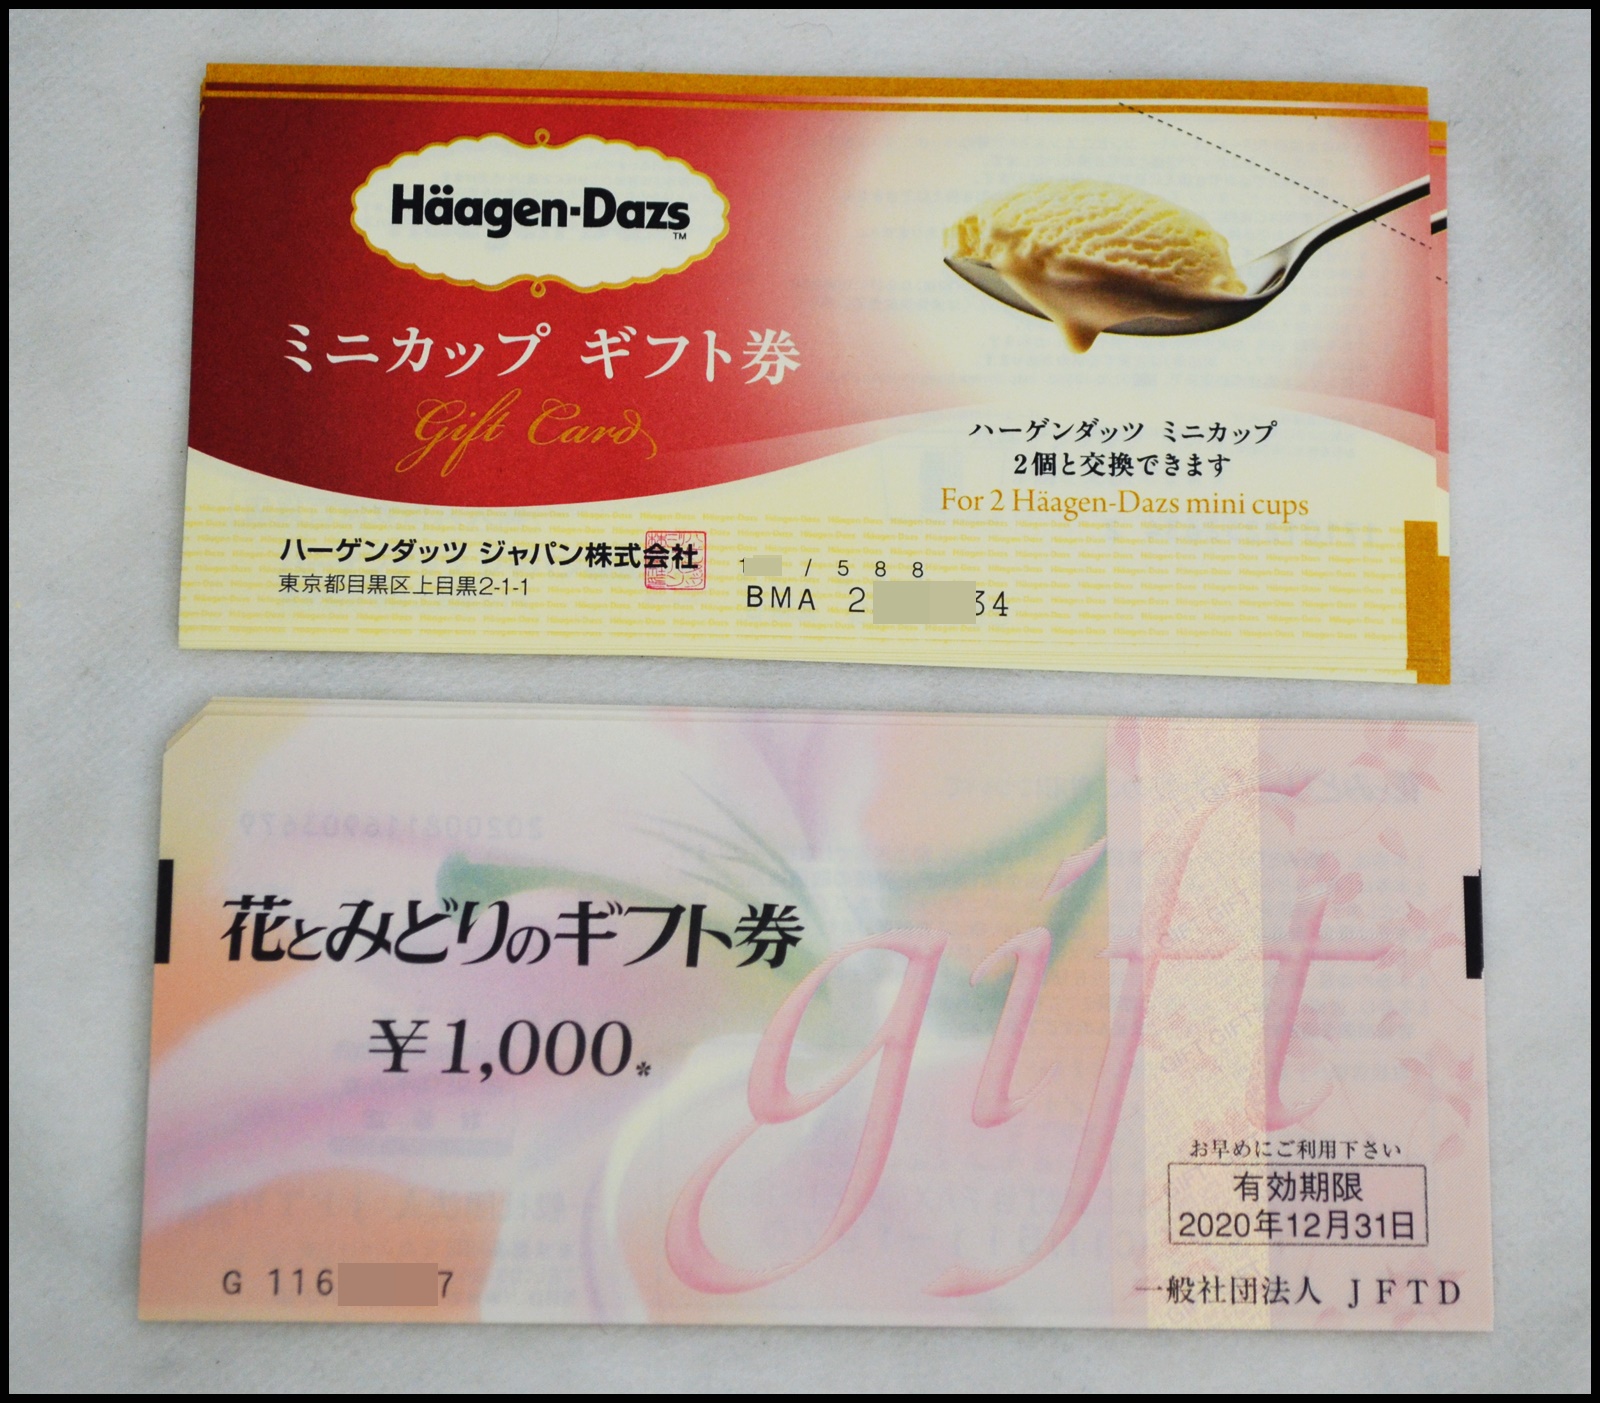 Häagen-Dazs™
ミニカップ ギフト券
Gift Card
ハーゲンダッツ ミニカップ
2個と交換できます
For 2 Häagen-Dazs mini cups
ハーゲンダッツ ジャパン株式会社
東京都目黒区上目黒2-1-1
1 / 588
BMA 2 34
花とみどりのギフト券
¥1,000.*
gift
お早めにご利用下さい
有効期限
2020年12月31日
G 116 7
一般社団法人 JFTD